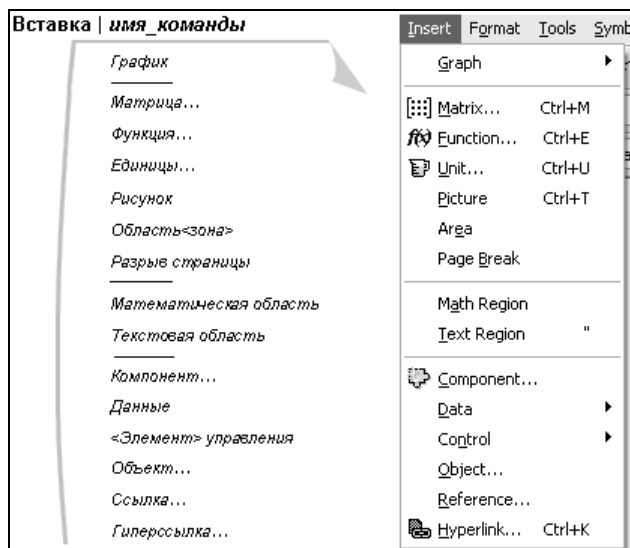 Вставка | имя_команды
График
Матрица...
Функция...
Единицы...
Рисунок
Область<зона>
Разрыв страницы
Математическая область
Текстовая область
Компонент...
Данные
<Элемент> управления
Объект...
Ссылка...
Гиперссылка...
Insert Format Tools Symb
Graph
Matrix... Ctrl+M
f(x) Function... Ctrl+E
Unit... Ctrl+U
Picture Ctrl+T
Area
Page Break
Math Region
Text Region "
Component...
Data
Control
Object...
Reference...
Hyperlink... Ctrl+K